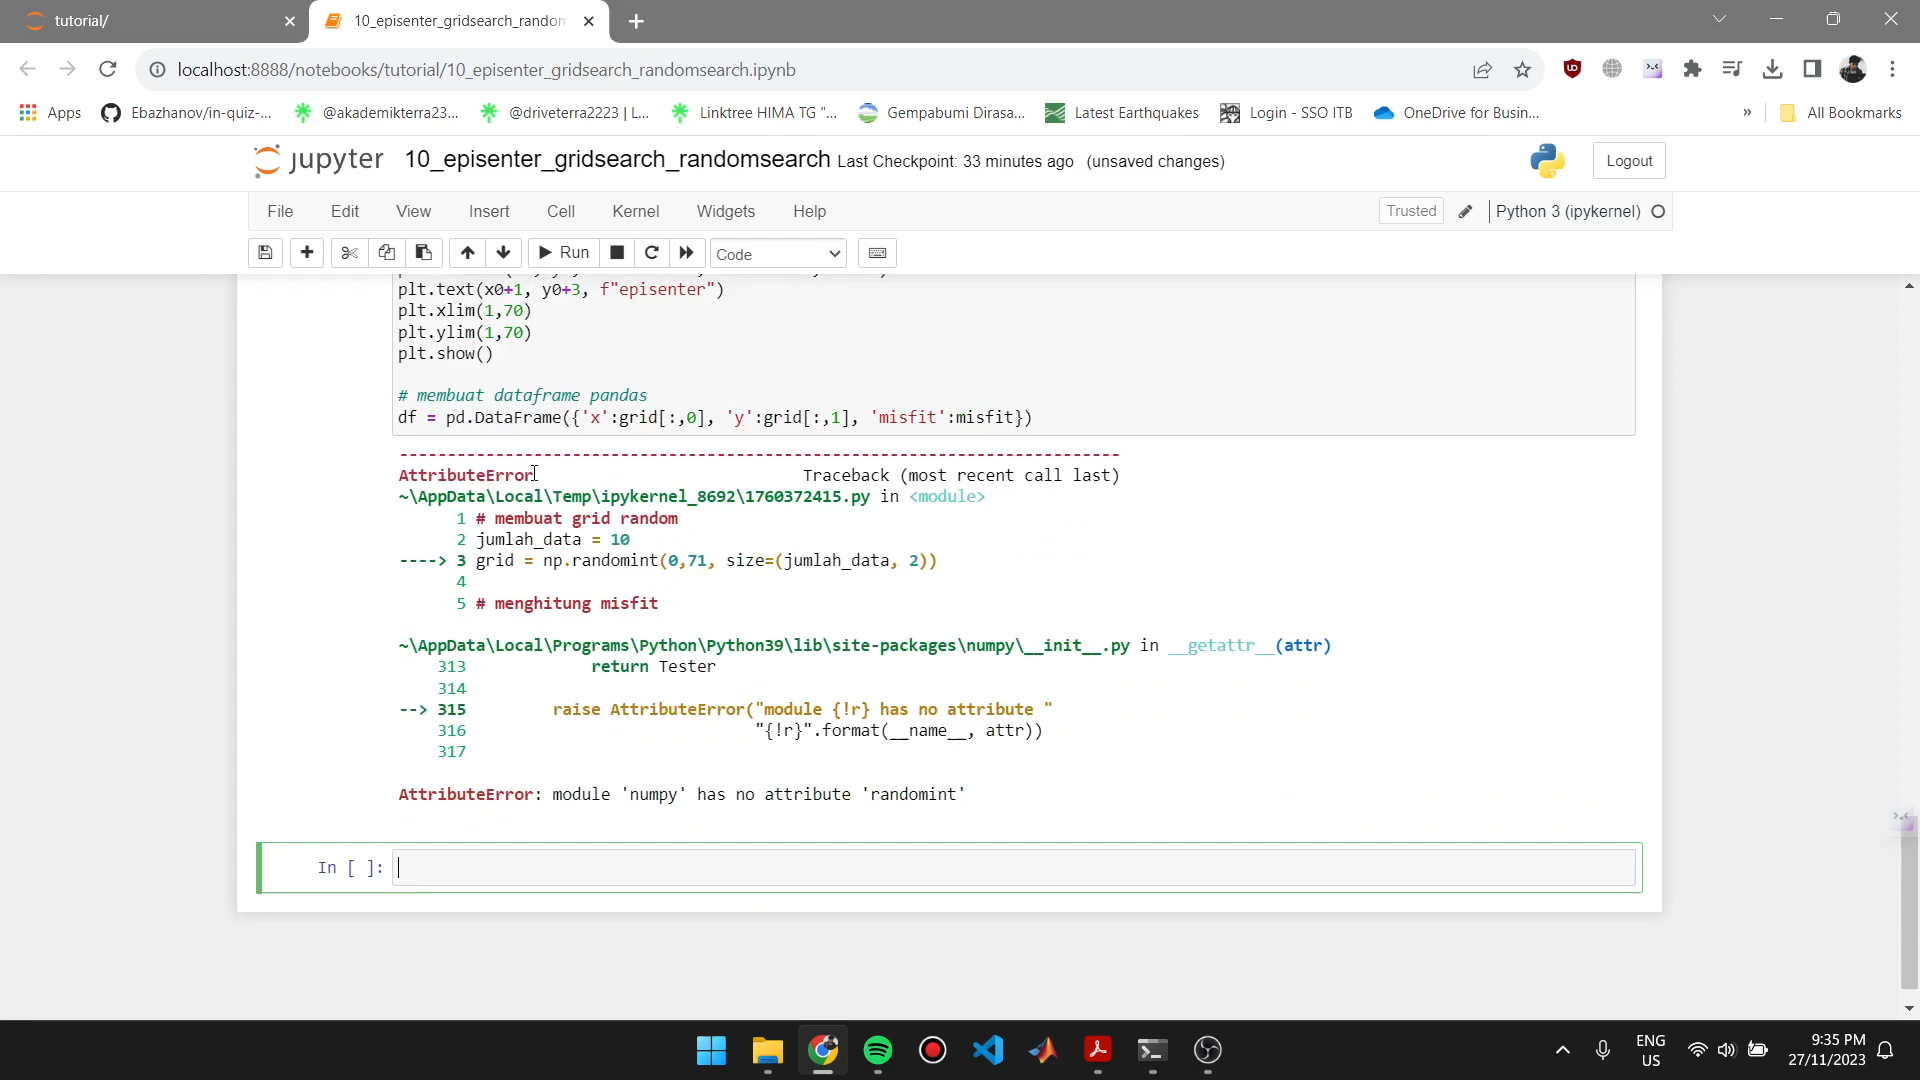 tutorial/
10_episenter_gridsearch_random
localhost:8888/notebooks/tutorial/10_episenter_gridsearch_randomsearch.ipynb
Apps
Ebazhanov/in-quiz-...
@akademikterra23...
@driveterra2223 | L...
Linktree HIMA TG "...
Gempabumi Dirasa...
Latest Earthquakes
Login - SSO ITB
OneDrive for Busin...
»
All Bookmarks
jupyter 10_episenter_gridsearch_randomsearch Last Checkpoint: 33 minutes ago (unsaved changes)
Logout
File Edit View Insert Cell Kernel Widgets Help
Trusted
Python 3 (ipykernel)
Run
Code
plt.text(x0+1, y0+3, f"episenter")
plt.xlim(1,70)
plt.ylim(1,70)
plt.show()
# membuat dataframe pandas
df = pd.DataFrame({'x':grid[:,0], 'y':grid[:,1], 'misfit':misfit})
---------------------------------------------------------------------------
AttributeError                            Traceback (most recent call last)
~\AppData\Local\Temp\ipykernel_8692\1760372415.py in <module>
      1 # membuat grid random
      2 jumlah_data = 10
----> 3 grid = np.randomint(0,71, size=(jumlah_data, 2))
      4
      5 # menghitung misfit
~\AppData\Local\Programs\Python\Python39\lib\site-packages\numpy\__init__.py in __getattr__(attr)
    313             return Tester
    314
--> 315         raise AttributeError("module {!r} has no attribute "
    316                              "{!r}".format(__name__, attr))
    317
AttributeError: module 'numpy' has no attribute 'randomint'
In [ ]:
ENG
US
9:35 PM
27/11/2023